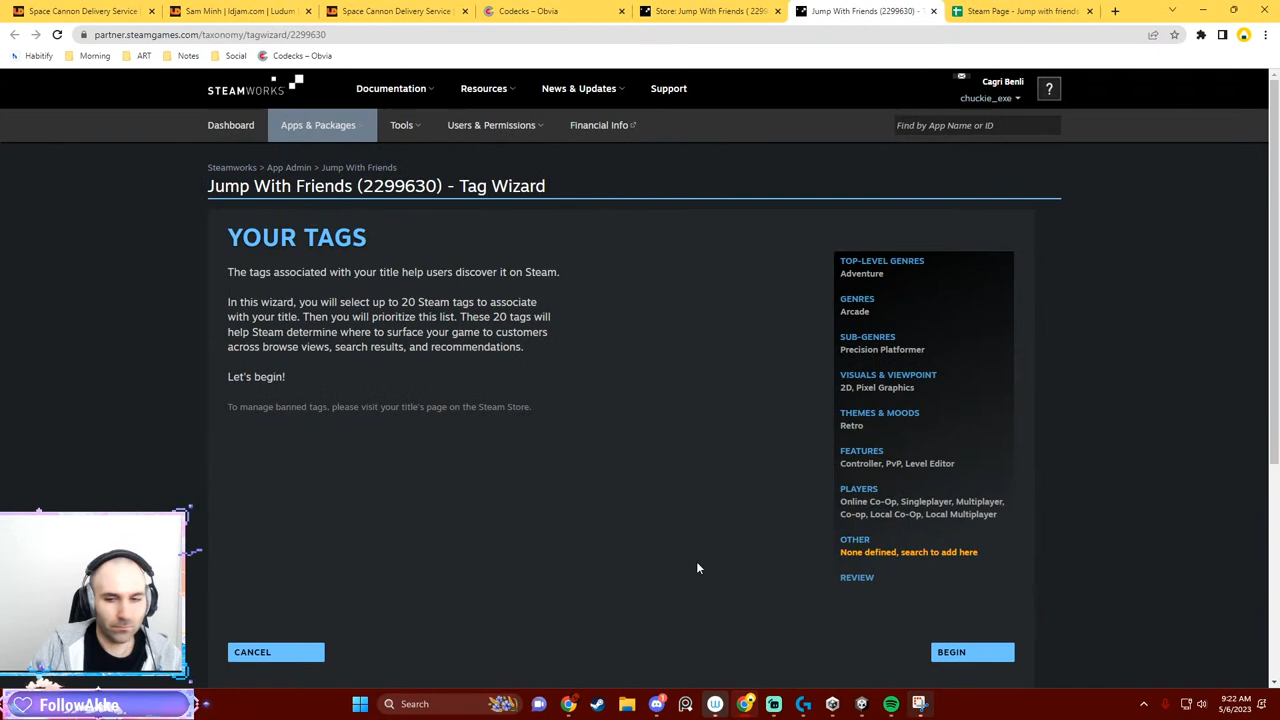 Space Cannon Delivery Service
Sam Minh | ldjam.com | Ludum
Space Cannon Delivery Service
Codecks – Obvia
Store: Jump With Friends ( 2299
Jump With Friends (2299630) -
Steam Page - Jump with friends
partner.steamgames.com/taxonomy/tagwizard/2299630
Habitify
Morning
ART
Notes
Social
Codecks – Obvia
STEAMWORKS
Documentation
Resources
News & Updates
Support
Cagri Benli
chuckie_exe
?
Dashboard
Apps & Packages
Tools
Users & Permissions
Financial Info
Find by App Name or ID
Steamworks > App Admin > Jump With Friends
Jump With Friends (2299630) - Tag Wizard
YOUR TAGS
The tags associated with your title help users discover it on Steam.
In this wizard, you will select up to 20 Steam tags to associate
with your title. Then you will prioritize this list. These 20 tags will
help Steam determine where to surface your game to customers
across browse views, search results, and recommendations.
Let's begin!
To manage banned tags, please visit your title's page on the Steam Store.
TOP-LEVEL GENRES
Adventure
GENRES
Arcade
SUB-GENRES
Precision Platformer
VISUALS & VIEWPOINT
2D, Pixel Graphics
THEMES & MOODS
Retro
FEATURES
Controller, PvP, Level Editor
PLAYERS
Online Co-Op, Singleplayer, Multiplayer,
Co-op, Local Co-Op, Local Multiplayer
OTHER
None defined, search to add here
REVIEW
CANCEL
BEGIN
FollowAkke
Search
9:22 AM
5/6/2023